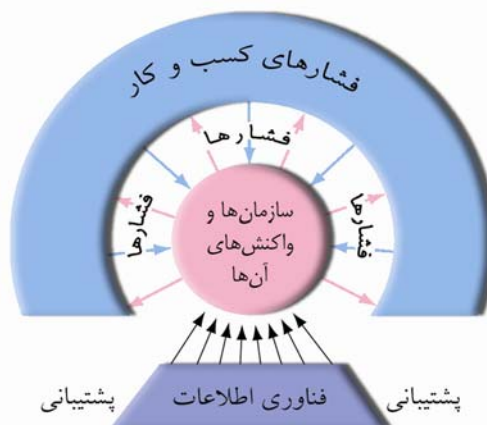 فشارهای کسب و کار
فشارها
فشارها
فشارها
سازمان‌ها و
واکنش‌های
آن‌ها
پشتیبانی
فناوری اطلاعات
پشتیبانی